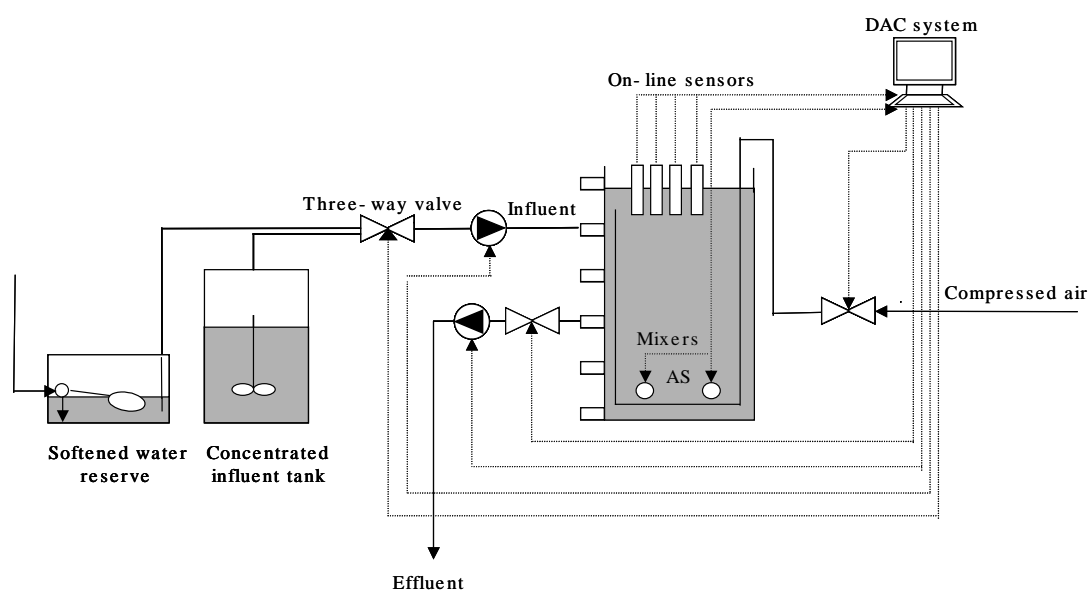 DAC system
On-line sensors
Three-way valve
Influent
Compressed air
Mixers
AS
Softened water
reserve
Concentrated
influent tank
Effluent